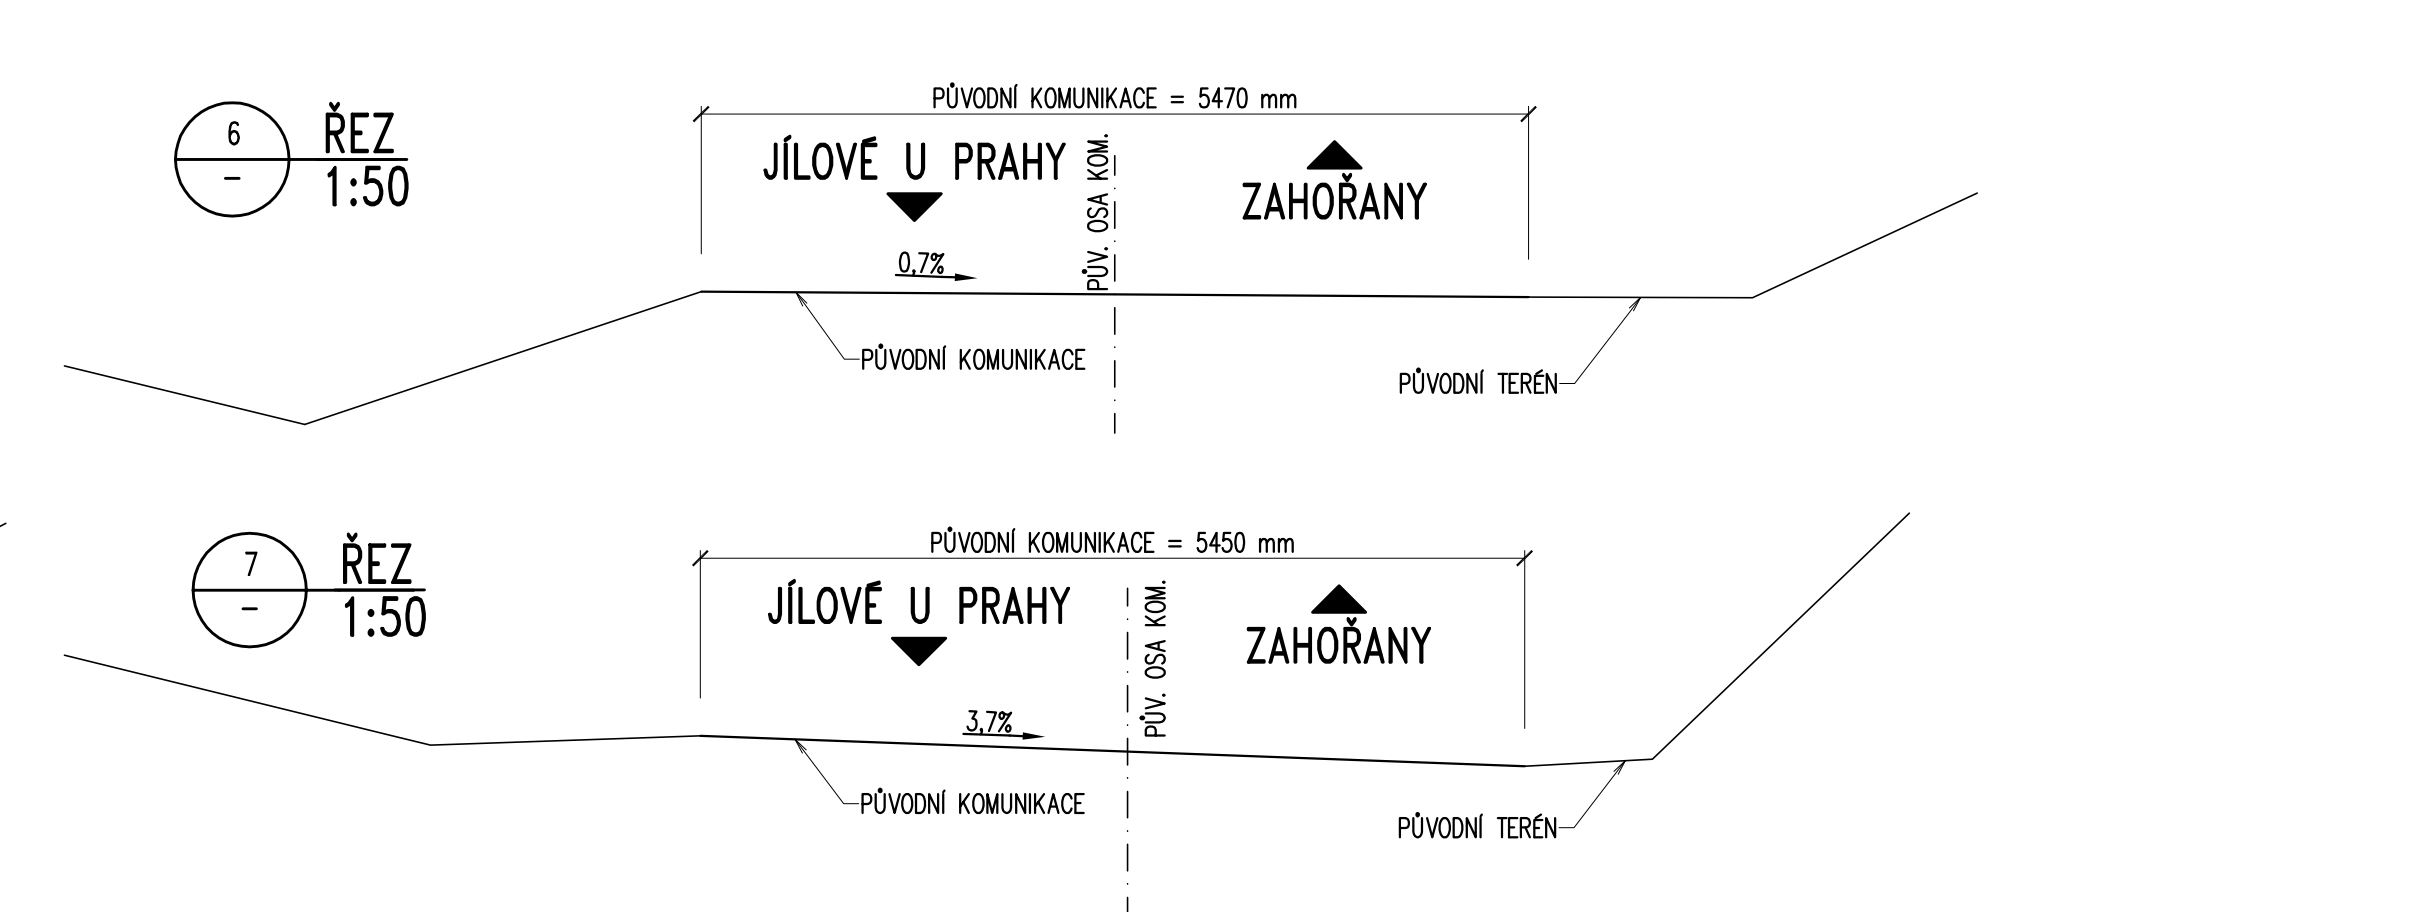 PŮVODNÍ KOMUNIKACE = 5470 mm
6
–
ŘEZ
1:50
JÍLOVÉ U PRAHY
PŮV. OSA KOM.
ZAHOŘANY
0,7%
PŮVODNÍ KOMUNIKACE
PŮVODNÍ TERÉN
PŮVODNÍ KOMUNIKACE = 5450 mm
7
–
ŘEZ
1:50
JÍLOVÉ U PRAHY
PŮV. OSA KOM.
ZAHOŘANY
3,7%
PŮVODNÍ KOMUNIKACE
PŮVODNÍ TERÉN